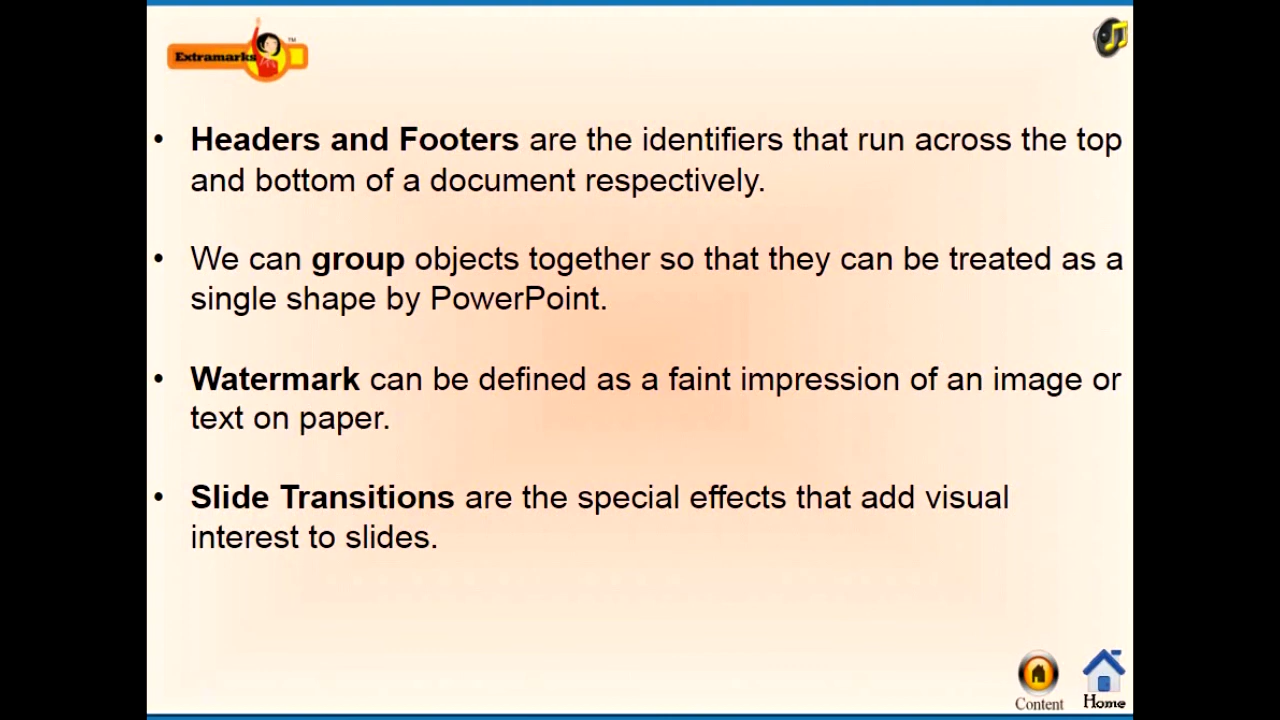 Extramarks TM
• Headers and Footers are the identifiers that run across the top
and bottom of a document respectively.
• We can group objects together so that they can be treated as a
single shape by PowerPoint.
• Watermark can be defined as a faint impression of an image or
text on paper.
• Slide Transitions are the special effects that add visual
interest to slides.
Content Home